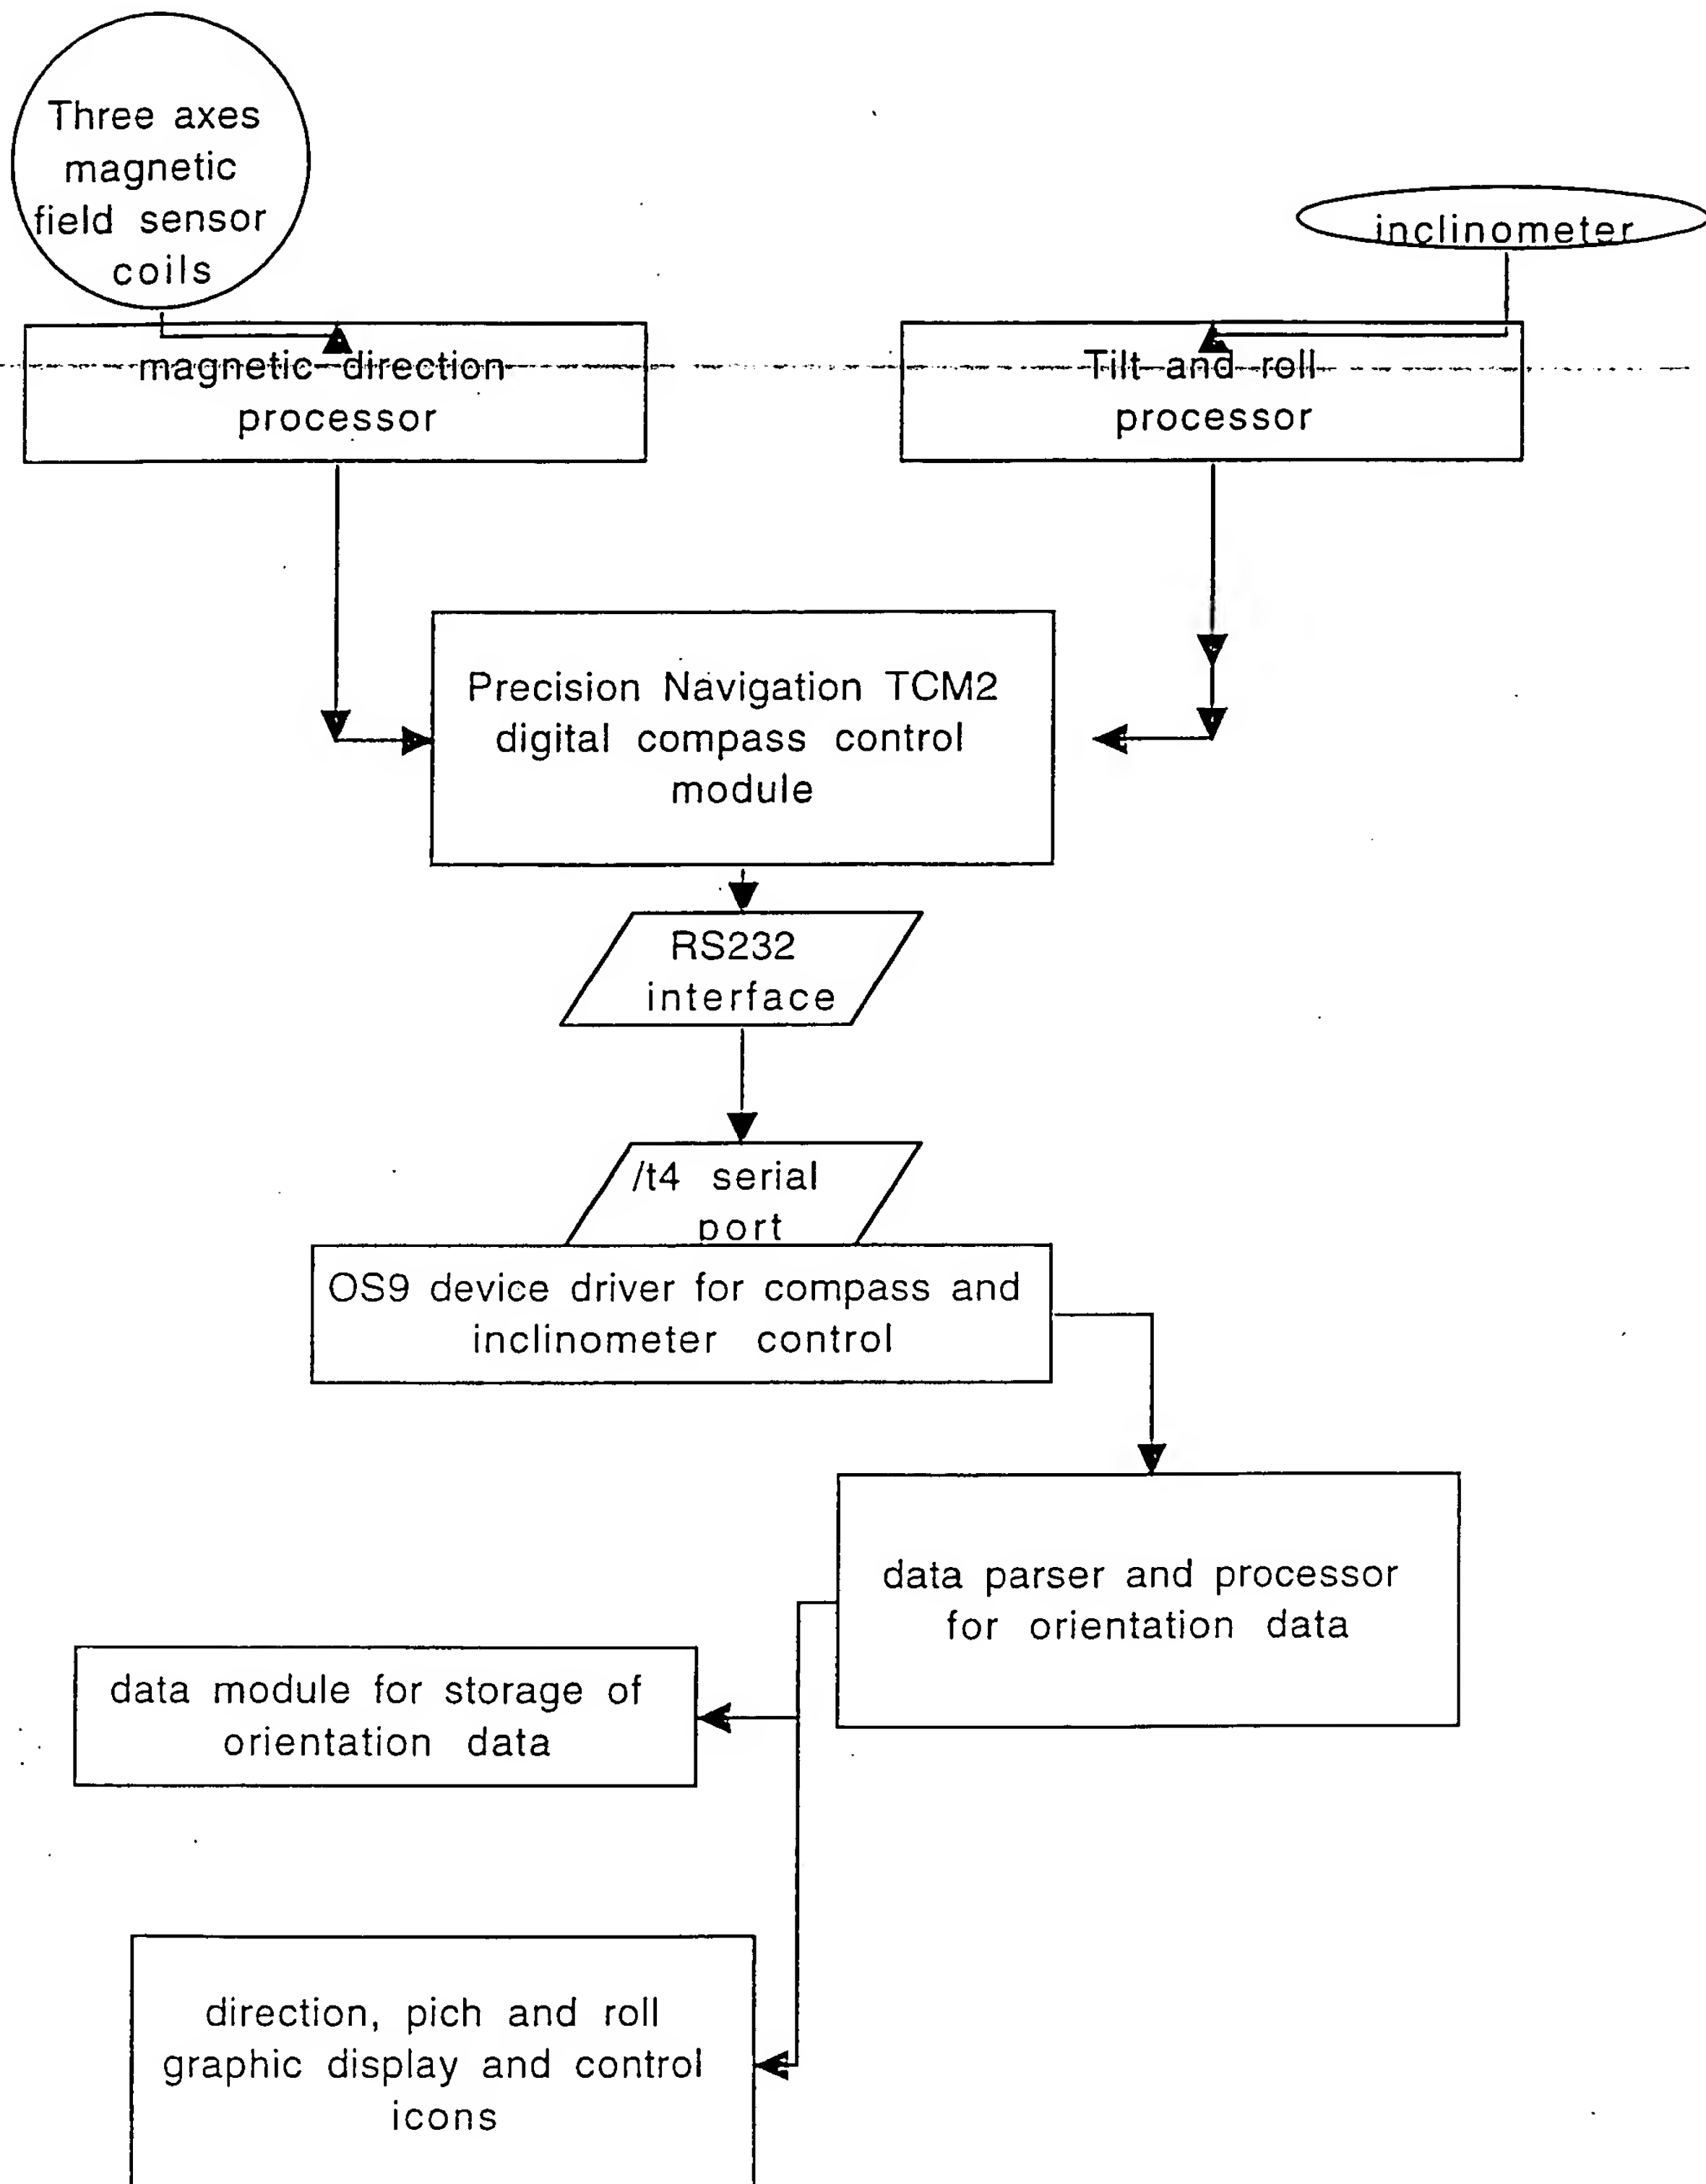 Three axes
magnetic
field sensor
coils
inclinometer
magnetic direction
processor
Tilt and roll
processor
Precision Navigation TCM2
digital compass control
module
RS232
interface
/t4 serial
port
OS9 device driver for compass and
inclinometer control
data parser and processor
for orientation data
data module for storage of
orientation data
direction, pich and roll
graphic display and control
icons